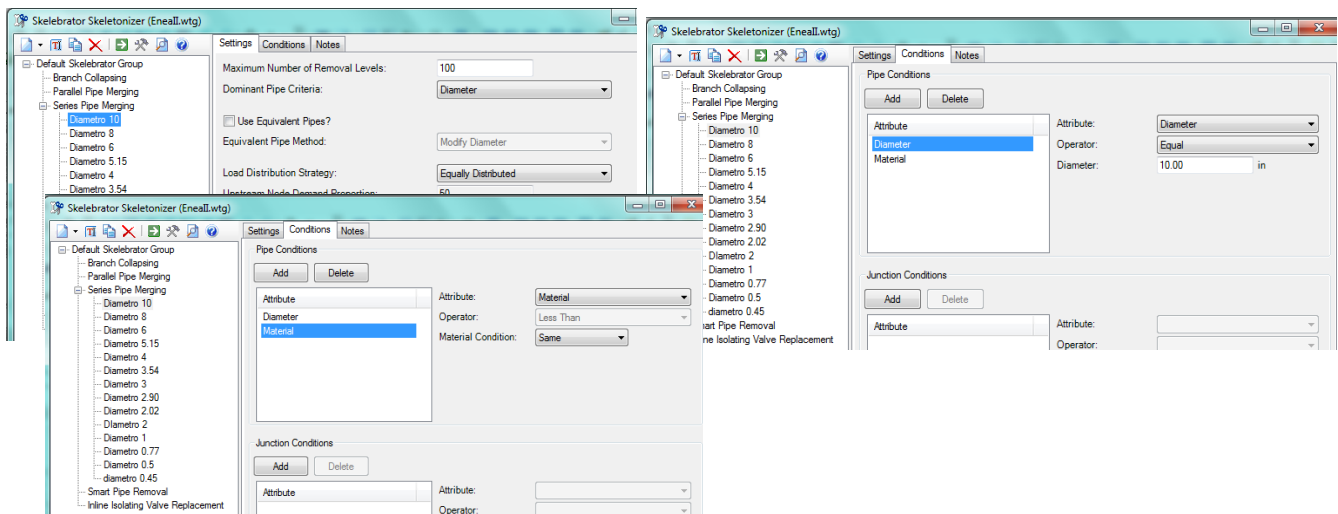 Skelebrator Skeletonizer (EneaII.wtg)
Default Skelebrator Group
Branch Collapsing
Parallel Pipe Merging
Series Pipe Merging
Diametro 10
Diametro 8
Diametro 6
Diametro 5.15
Diametro 4
Diametro 3.54
Settings Conditions Notes
Maximum Number of Removal Levels: 100
Dominant Pipe Criteria: Diameter
Use Equivalent Pipes?
Equivalent Pipe Method: Modify Diameter
Load Distribution Strategy: Equally Distributed
Upstream Node Demand Proportion: 50
Skelebrator Skeletonizer (EneaII.wtg)
Default Skelebrator Group
Branch Collapsing
Parallel Pipe Merging
Series Pipe Merging
Diametro 10
Diametro 8
Diametro 6
Diametro 5.15
Diametro 4
Diametro 3.54
Diametro 3
Diametro 2.90
Diametro 2.02
DIametro 2
Diametro 1
Diametro 0.77
Diametro 0.5
diametro 0.45
Pipe Removal
Inline Isolating Valve Replacement
Settings Conditions Notes
Pipe Conditions
Add Delete
Attribute
Diameter
Material
Attribute: Diameter
Operator: Equal
Diameter: 10.00 in
Junction Conditions
Add Delete
Attribute
Attribute:
Operator:
Skelebrator Skeletonizer (EneaII.wtg)
Default Skelebrator Group
Branch Collapsing
Parallel Pipe Merging
Series Pipe Merging
Diametro 10
Diametro 8
Diametro 6
Diametro 5.15
Diametro 4
Diametro 3.54
Diametro 3
Diametro 2.90
Diametro 2.02
DIametro 2
Diametro 1
Diametro 0.77
Diametro 0.5
diametro 0.45
Smart Pipe Removal
Inline Isolating Valve Replacement
Settings Conditions Notes
Pipe Conditions
Add Delete
Attribute
Diameter
Material
Attribute: Material
Operator: Less Than
Material Condition: Same
Junction Conditions
Add Delete
Attribute
Attribute:
Operator: